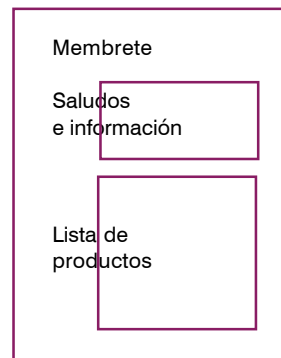 Membrete
Saludos
e información
Lista de
productos